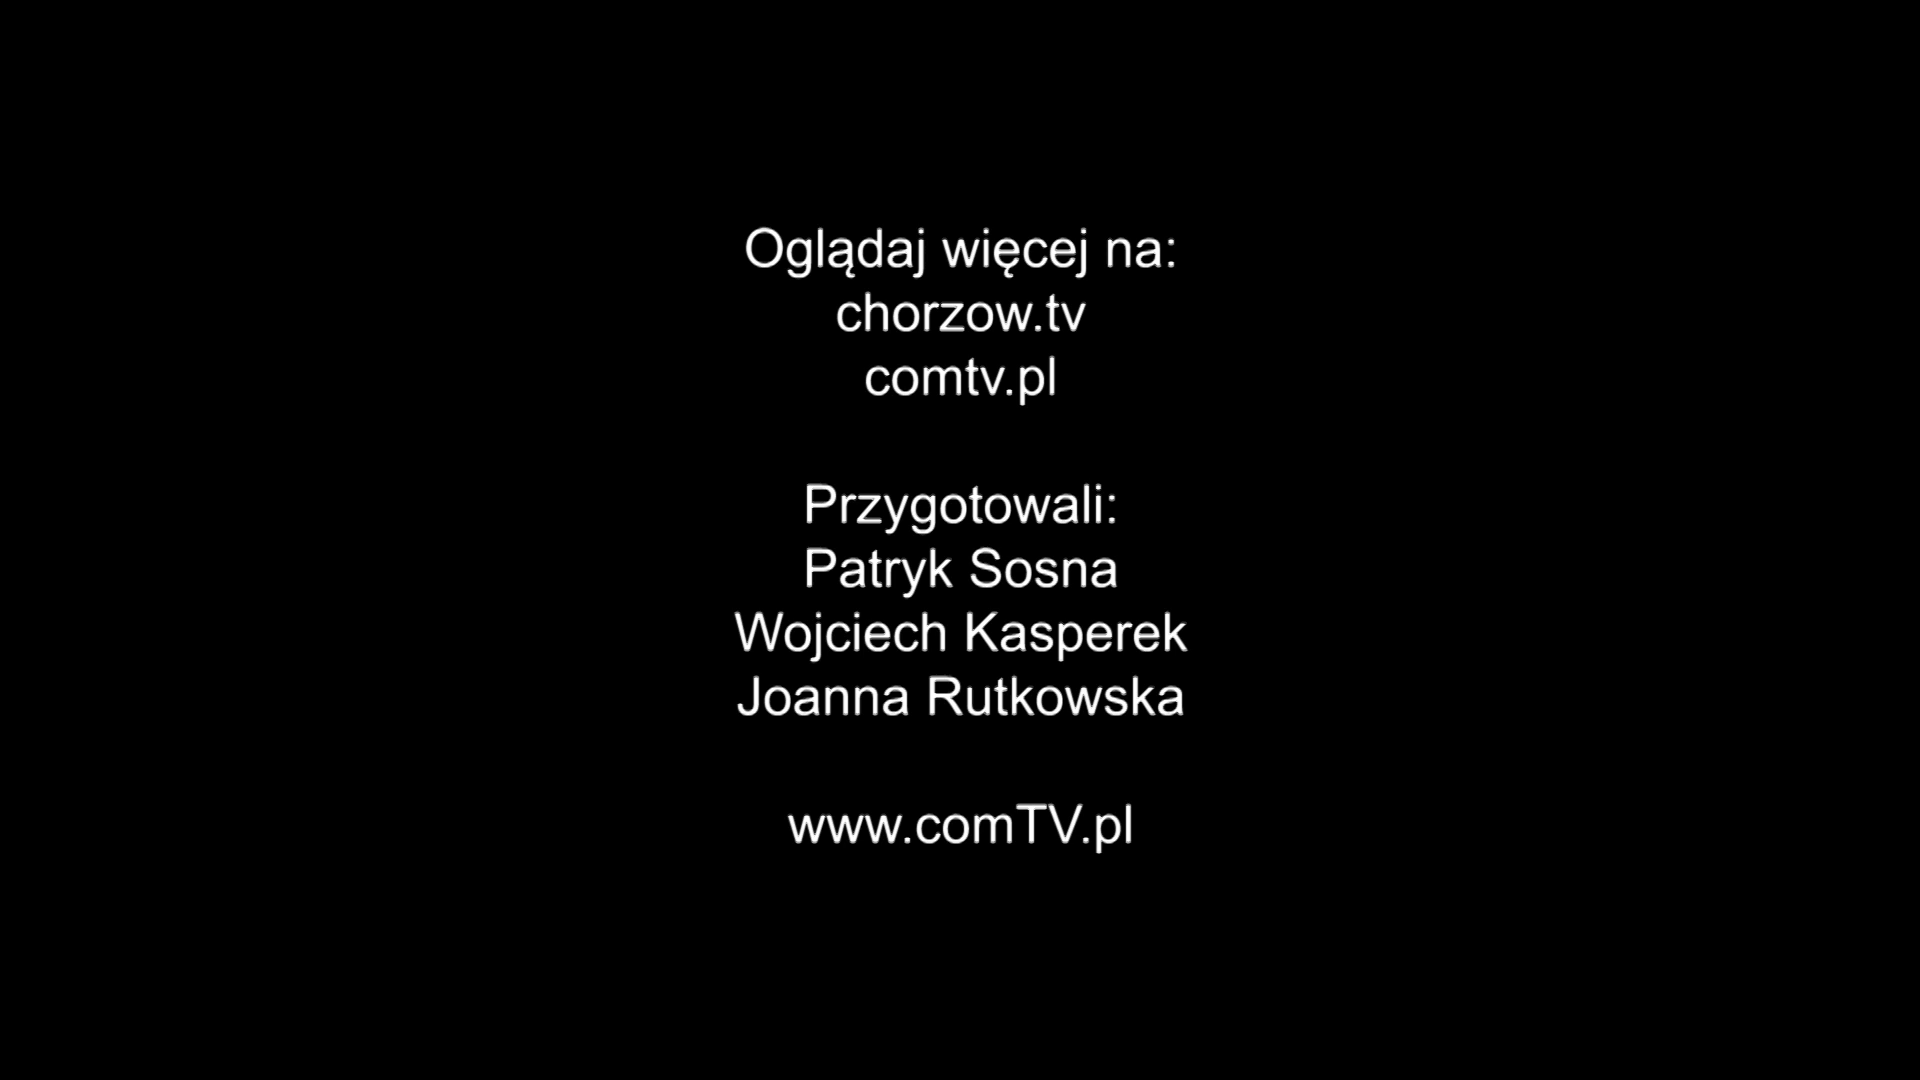 Oglądaj więcej na:
chorzow.tv
comtv.pl
Przygotowali:
Patryk Sosna
Wojciech Kasperek
Joanna Rutkowska
www.comTV.pl